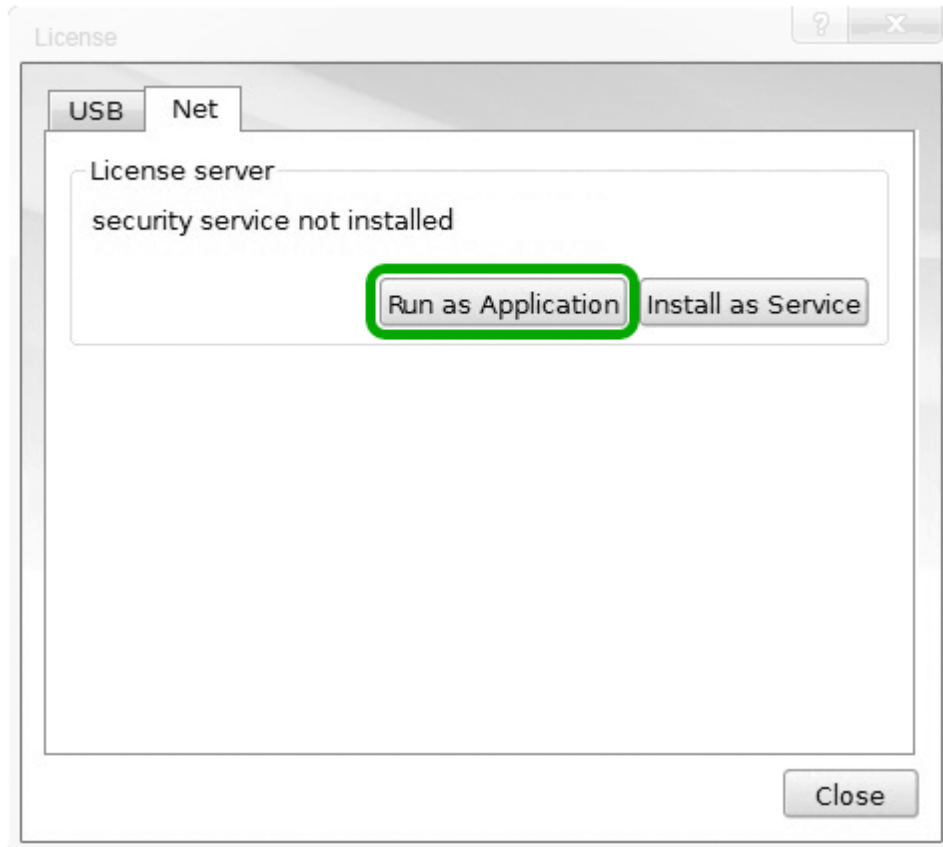 License
USB Net
License server
security service not installed
Run as Application Install as Service
Close